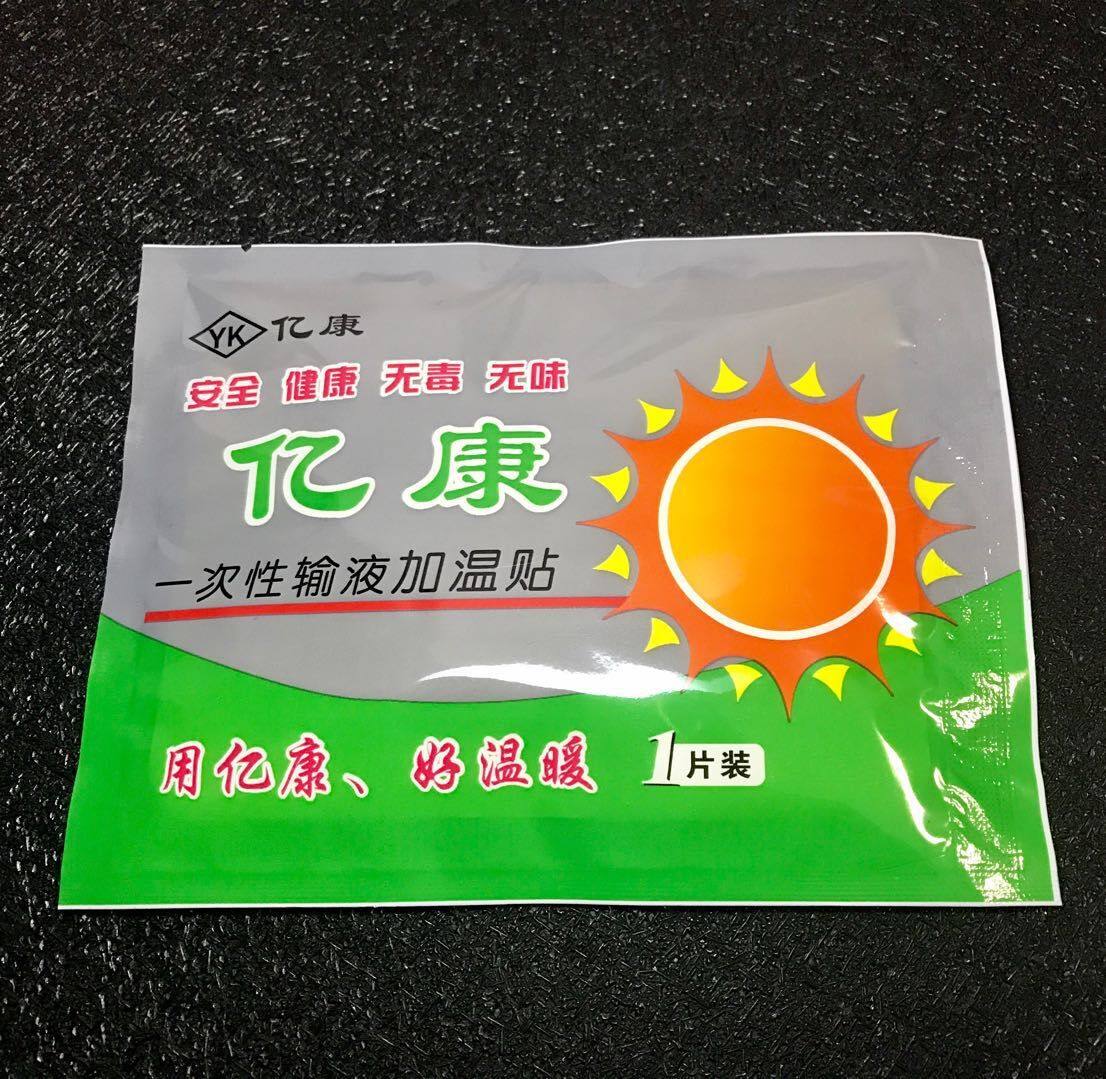 YK 亿康
安全 健康 无毒 无味
亿康
一次性输液加温贴
用亿康、好温暖
1片装